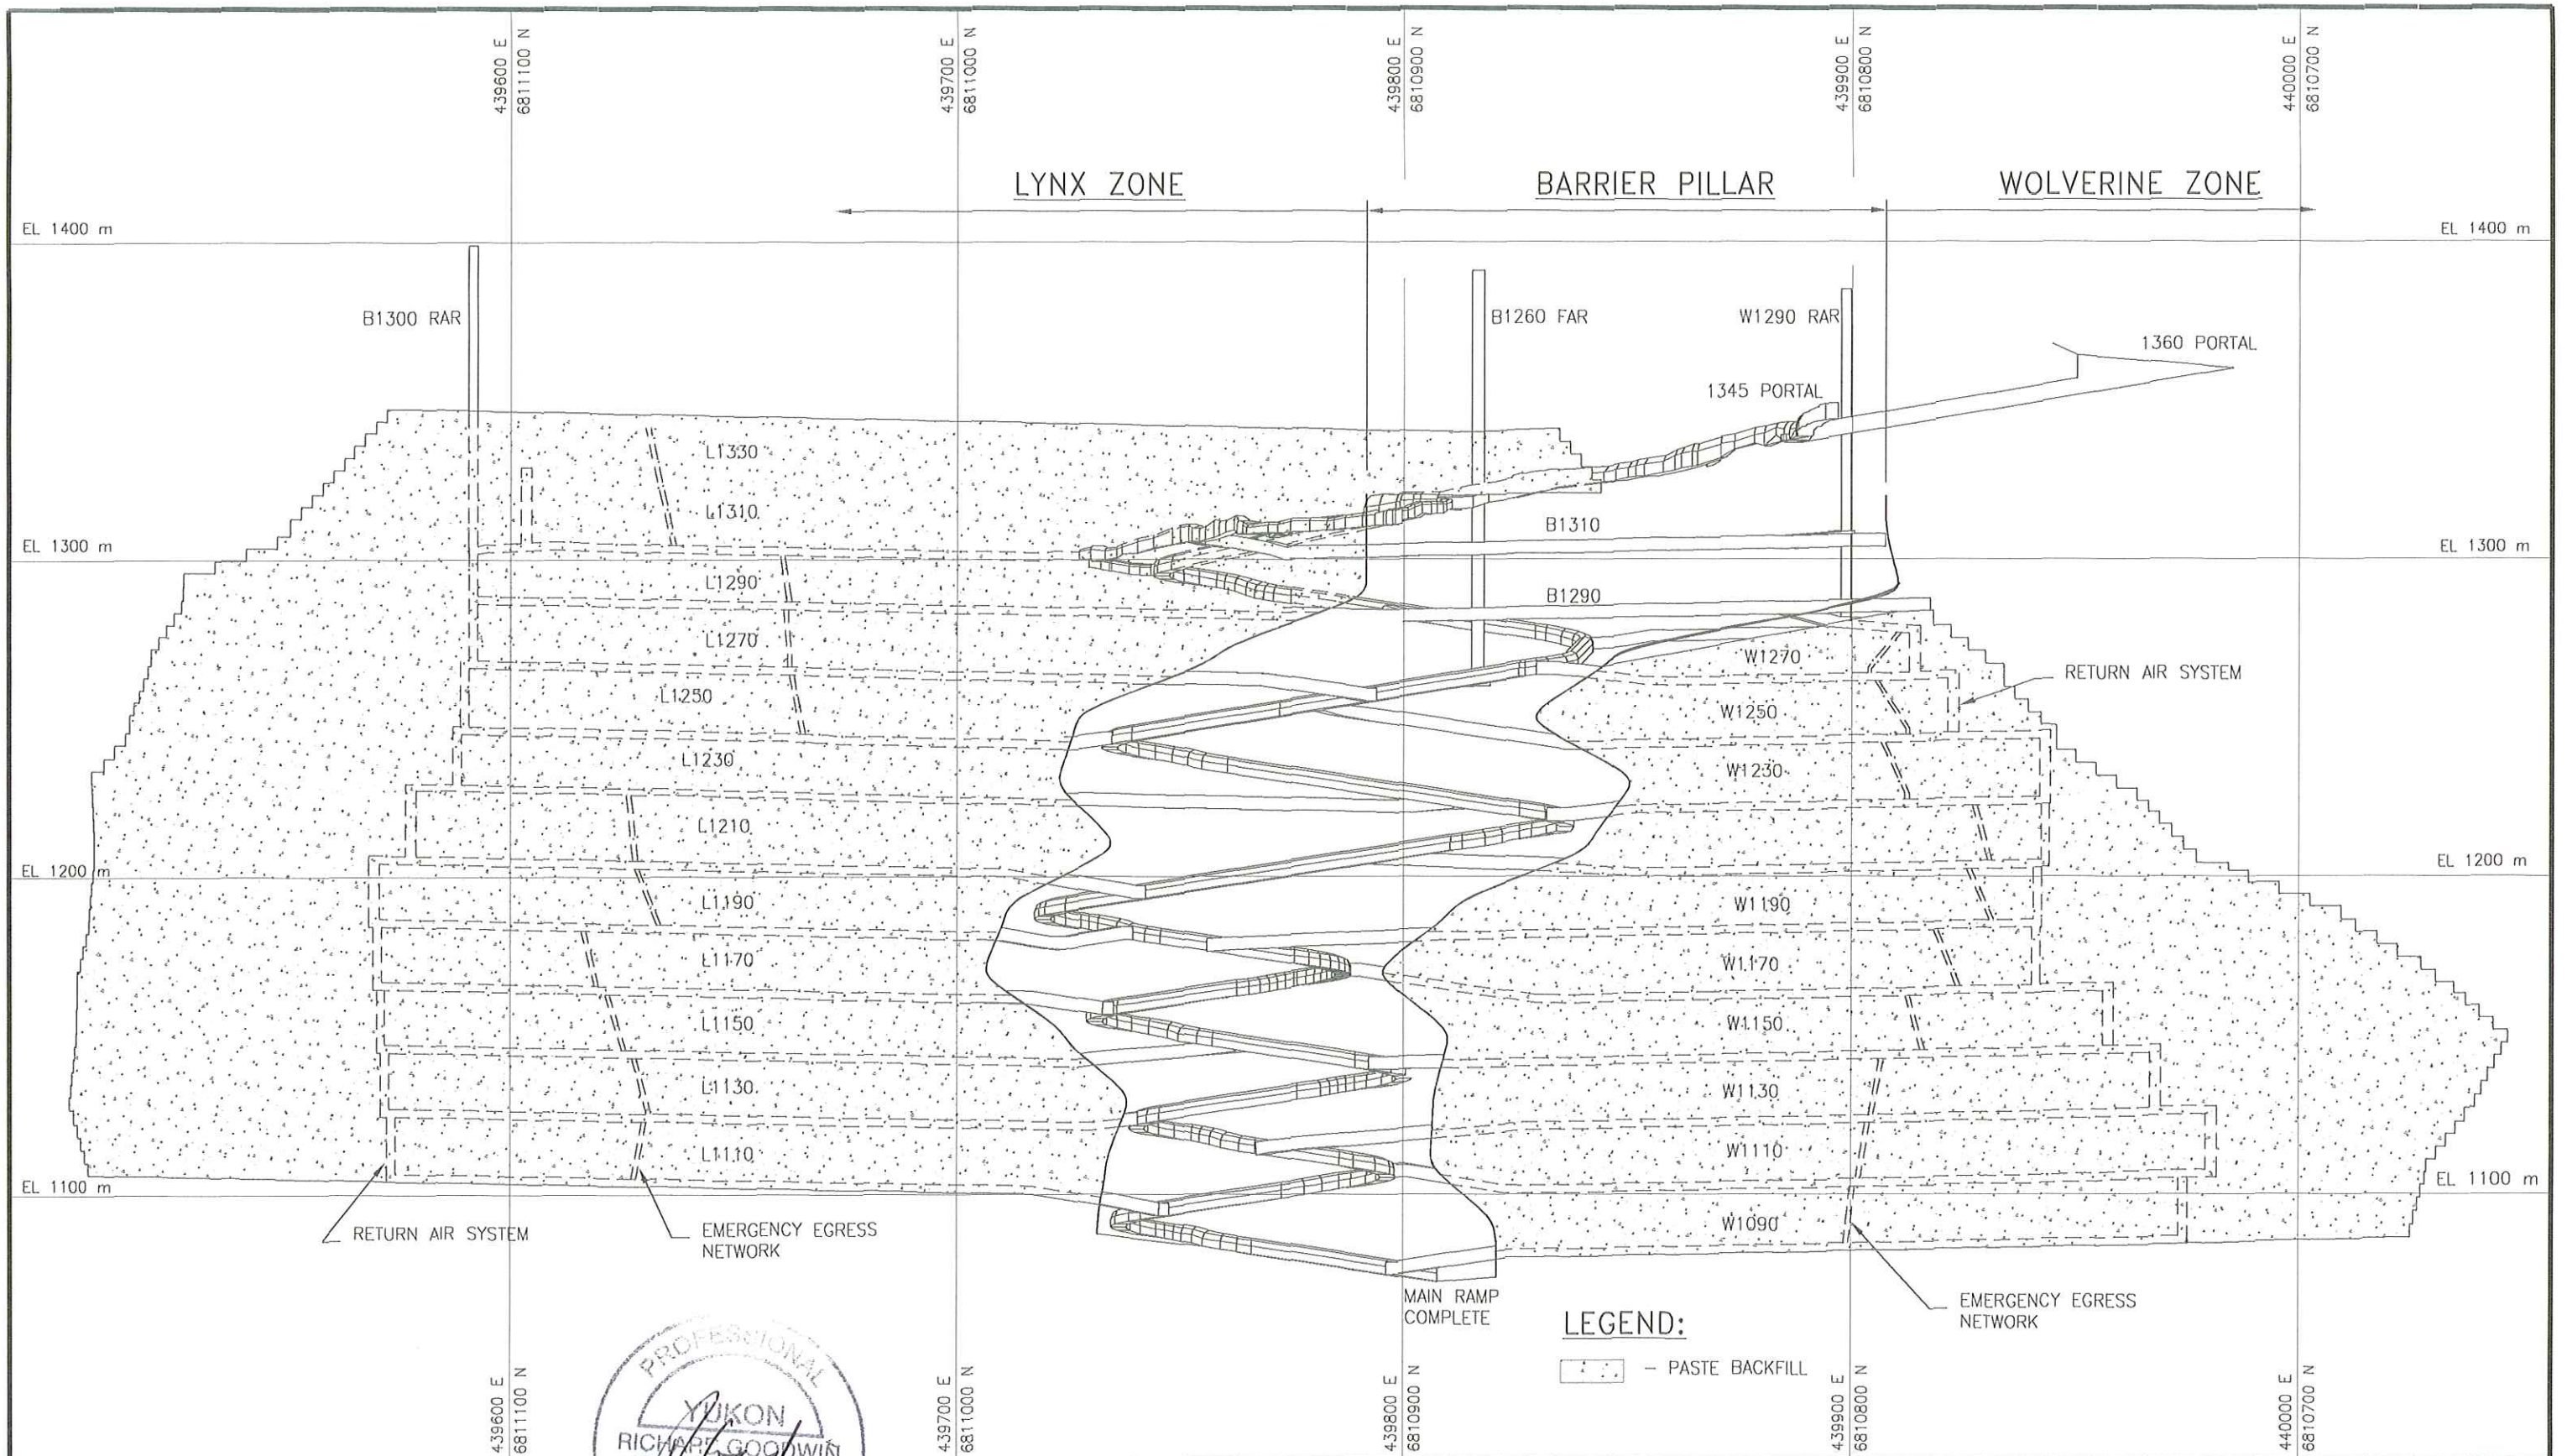 439600 E
6811100 N
439700 E
6811000 N
439800 E
6810900 N
439900 E
6810800 N
440000 E
6810700 N
LYNX ZONE
BARRIER PILLAR
WOLVERINE ZONE
EL 1400 m
EL 1400 m
B1300 RAR
B1260 FAR
W1290 RAR
1360 PORTAL
1345 PORTAL
L1330
L1310
B1310
EL 1300 m
EL 1300 m
L1290
B1290
L1270
W1270
RETURN AIR SYSTEM
L1250
W1250
L1230
W1230
L1210
EL 1200 m
EL 1200 m
L1190
W1190
L1170
W1170
L1150
W1150
L1130
W1130
L1110
W1110
EL 1100 m
EL 1100 m
W1090
RETURN AIR SYSTEM
EMERGENCY EGRESS
NETWORK
MAIN RAMP
COMPLETE
EMERGENCY EGRESS
NETWORK
LEGEND:
– PASTE BACKFILL
PROFESSIONAL
YUKON
RICHARD GOODWIN
439600 E
6811100 N
439700 E
6811000 N
439800 E
6810900 N
439900 E
6810800 N
440000 E
6810700 N